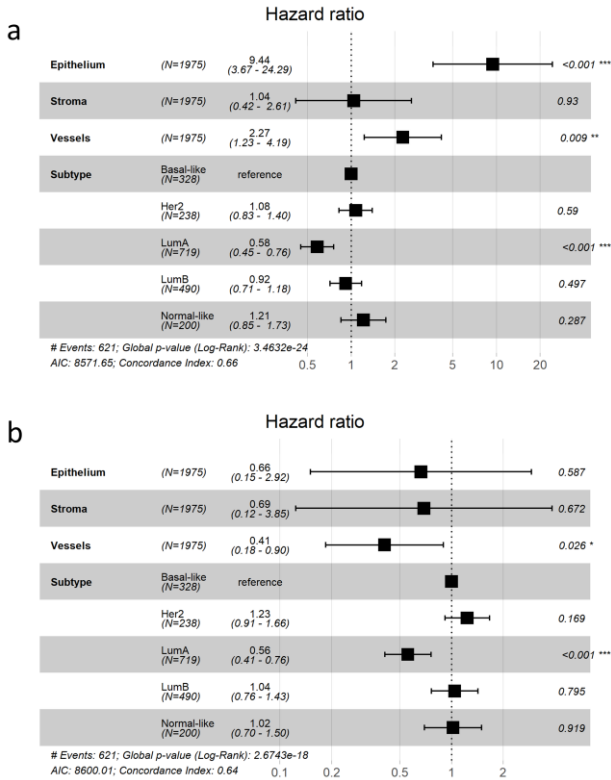 a
Hazard ratio
Epithelium (N=1975) 9.44 (3.67 - 24.29) <0.001 ***
Stroma (N=1975) 1.04 (0.42 - 2.61) 0.93
Vessels (N=1975) 2.27 (1.23 - 4.19) 0.009 **
Subtype Basal-like (N=328) reference
Her2 (N=238) 1.08 (0.83 - 1.40) 0.59
LumA (N=719) 0.58 (0.45 - 0.76) <0.001 ***
LumB (N=490) 0.92 (0.71 - 1.18) 0.497
Normal-like (N=200) 1.21 (0.85 - 1.73) 0.287
# Events: 621; Global p-value (Log-Rank): 3.4632e-24
AIC: 8571.65; Concordance Index: 0.66
0.5 1 2 5 10 20
b
Hazard ratio
Epithelium (N=1975) 0.66 (0.15 - 2.92) 0.587
Stroma (N=1975) 0.69 (0.12 - 3.85) 0.672
Vessels (N=1975) 0.41 (0.18 - 0.90) 0.026 *
Subtype Basal-like (N=328) reference
Her2 (N=238) 1.23 (0.91 - 1.66) 0.169
LumA (N=719) 0.56 (0.41 - 0.76) <0.001 ***
LumB (N=490) 1.04 (0.76 - 1.43) 0.795
Normal-like (N=200) 1.02 (0.70 - 1.50) 0.919
# Events: 621; Global p-value (Log-Rank): 2.6743e-18
AIC: 8600.01; Concordance Index: 0.64
0.1 0.2 0.5 1 2